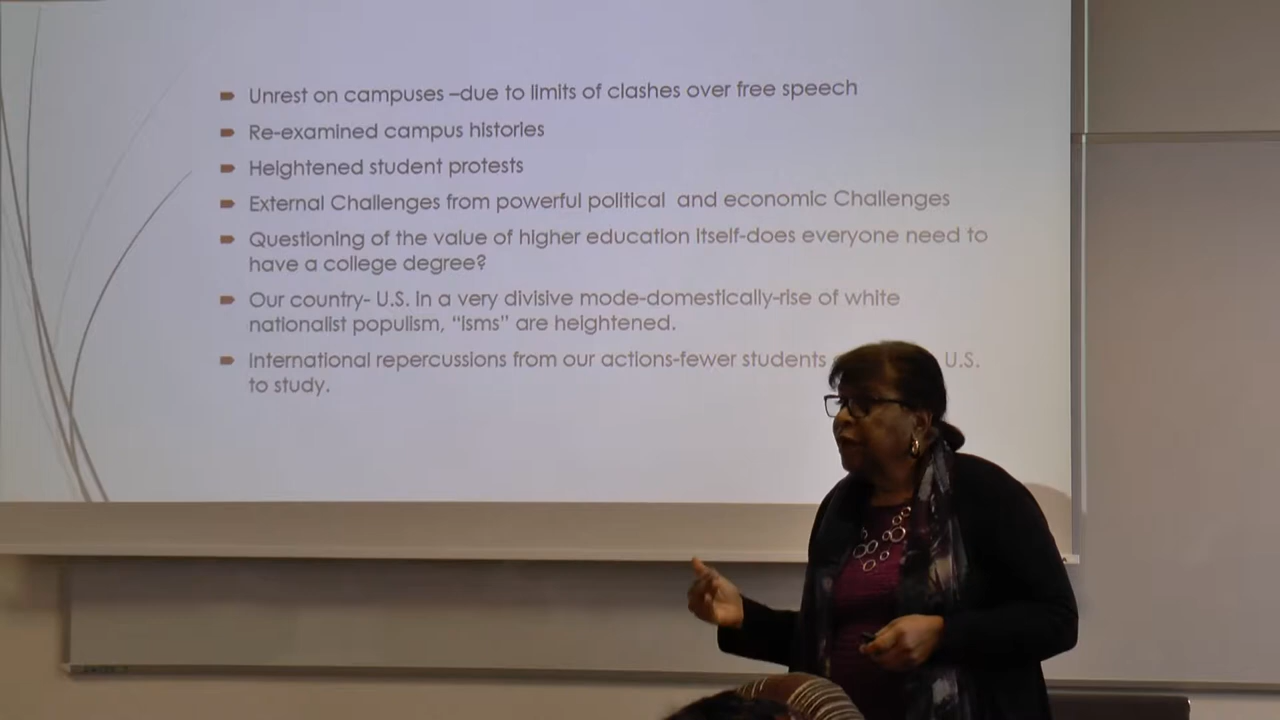 Unrest on campuses –due to limits of clashes over free speech
Re-examined campus histories
Heightened student protests
External Challenges from powerful political and economic Challenges
Questioning of the value of higher education itself-does everyone need to
have a college degree?
Our country- U.S. in a very divisive mode-domestically-rise of white
nationalist populism, “isms” are heightened.
International repercussions from our actions-fewer students U.S.
to study.